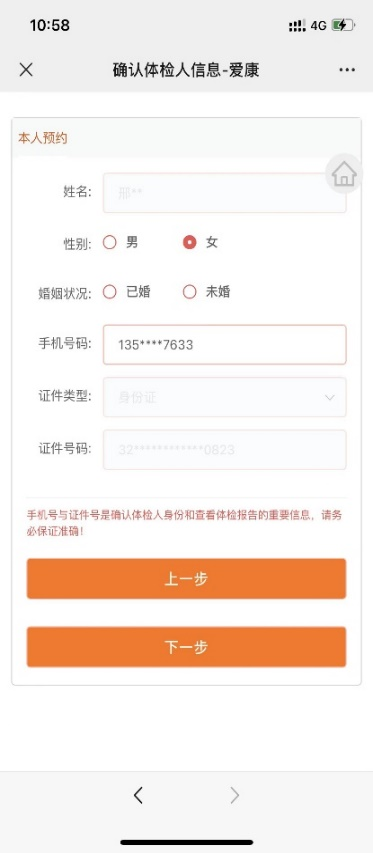 10:58
4G
确认体检人信息-爱康
本人预约
姓名: 邢**
性别: 男 女
婚姻状况: 已婚 未婚
手机号码: 135****7633
证件类型: 身份证
证件号码: 32************0823
手机号与证件号是确认体检人身份和查看体检报告的重要信息，请务
必保证准确！
上一步
下一步